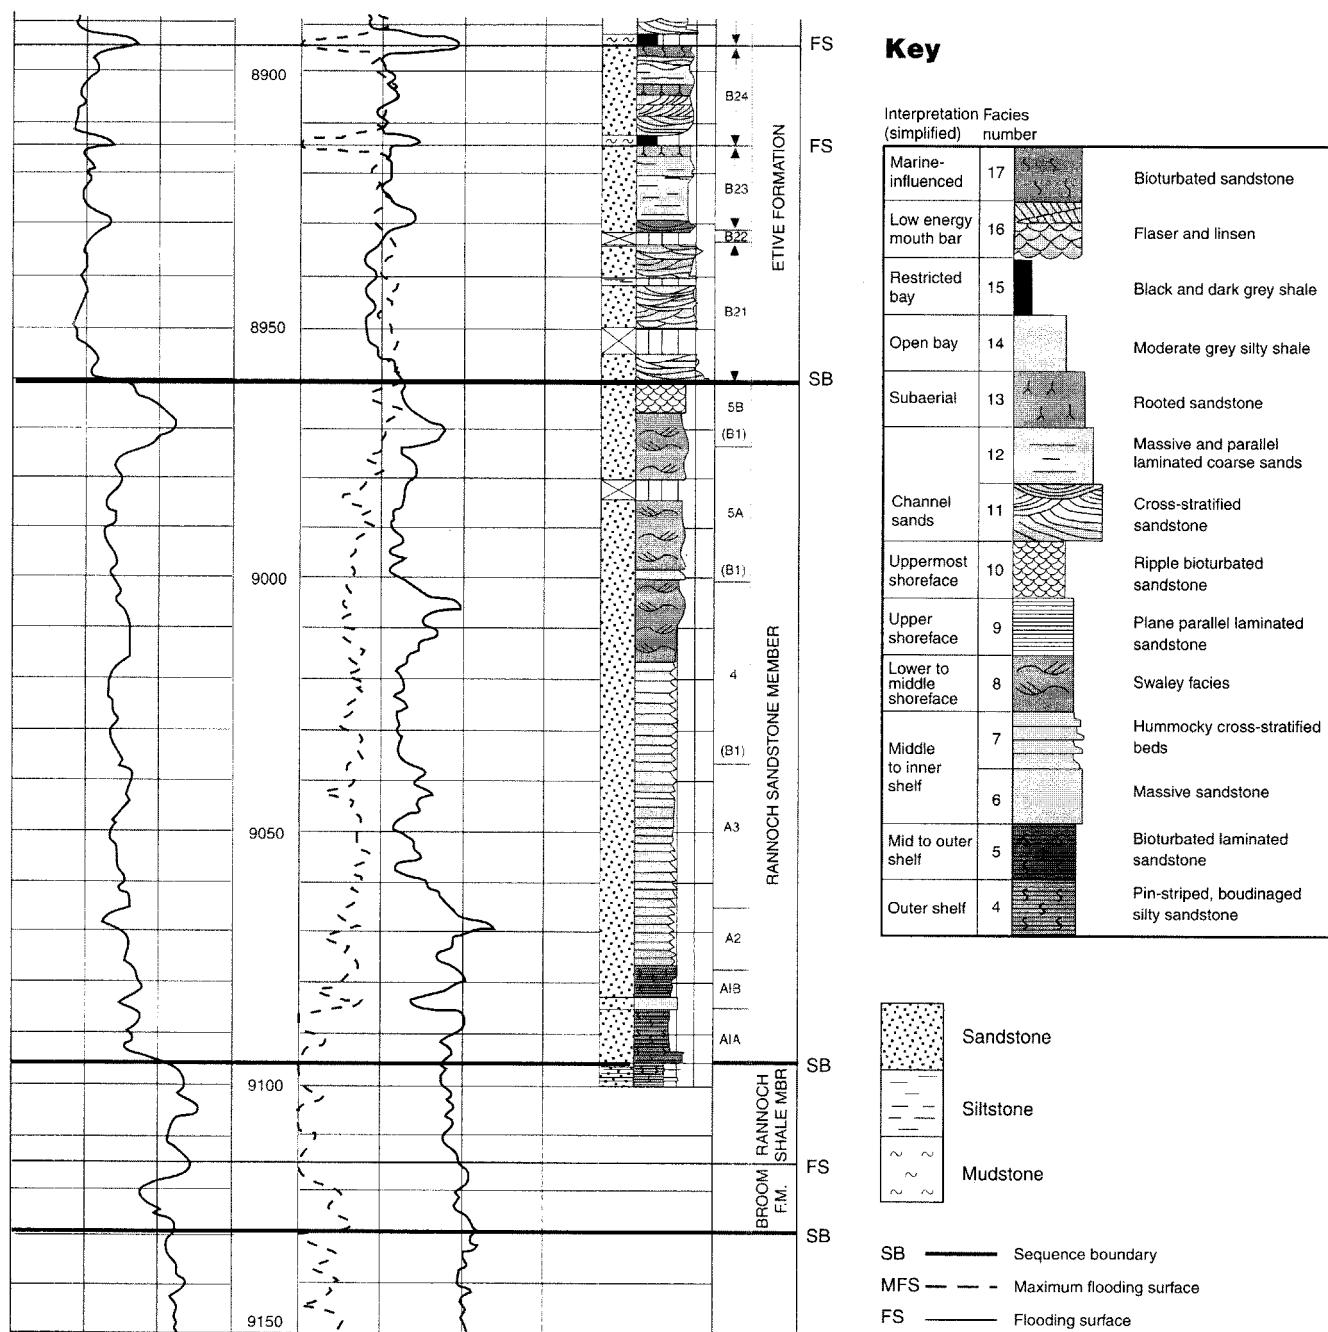 FS
8900
B24
FS
B23
B22
ETIVE FORMATION
8950
B21
SB
5B
(B1)
5A
9000
(B1)
4
(B1)
RANNOCH SANDSTONE MEMBER
9050
A3
A2
A1B
A1A
SB
9100
RANNOCH
SHALE MBR
FS
BROOM
F.M.
SB
9150
Key
Interpretation Facies
(simplified) number
Marine-
influenced
17
Bioturbated sandstone
Low energy
mouth bar
16
Flaser and linsen
Restricted
bay
15
Black and dark grey shale
Open bay
14
Moderate grey silty shale
Subaerial
13
Rooted sandstone
12
Massive and parallel
laminated coarse sands
Channel
sands
11
Cross-stratified
sandstone
Uppermost
shoreface
10
Ripple bioturbated
sandstone
Upper
shoreface
9
Plane parallel laminated
sandstone
Lower to
middle
shoreface
8
Swaley facies
Middle
to inner
shelf
7
Hummocky cross-stratified
beds
6
Massive sandstone
Mid to outer
shelf
5
Bioturbated laminated
sandstone
Outer shelf
4
Pin-striped, boudinaged
silty sandstone
Sandstone
Siltstone
Mudstone
SB Sequence boundary
MFS Maximum flooding surface
FS Flooding surface